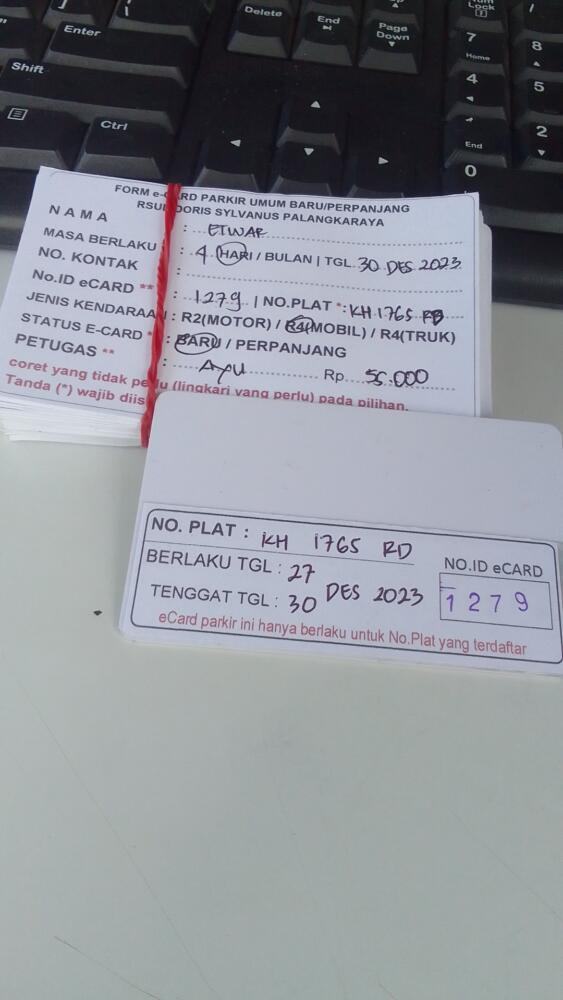 Enter
Shift
Ctrl
Delete
End
Page Down
Lock
7 Home
8
4
5
End
2
0
FORM e-CARD PARKIR UMUM BARU/PERPANJANG
RSUD DORIS SYLVANUS PALANGKARAYA
NAMA : ETWAR
MASA BERLAKU : 4 HARI / BULAN | TGL. 30 DES 2023
NO. KONTAK :
No.ID eCARD ** : 1279 | NO.PLAT *: KH 1765 RD
JENIS KENDARAAN : R2(MOTOR) / R4(MOBIL) / R4(TRUK)
STATUS E-CARD * : BARU / PERPANJANG
PETUGAS ** : AYU Rp. 55.000
coret yang tidak perlu (lingkari yang perlu) pada pilihan.
Tanda (*) wajib diis
NO. PLAT : KH 1765 RD
BERLAKU TGL : 27
TENGGAT TGL : 30 DES 2023
NO.ID eCARD
1279
eCard parkir ini hanya berlaku untuk No.Plat yang terdaftar